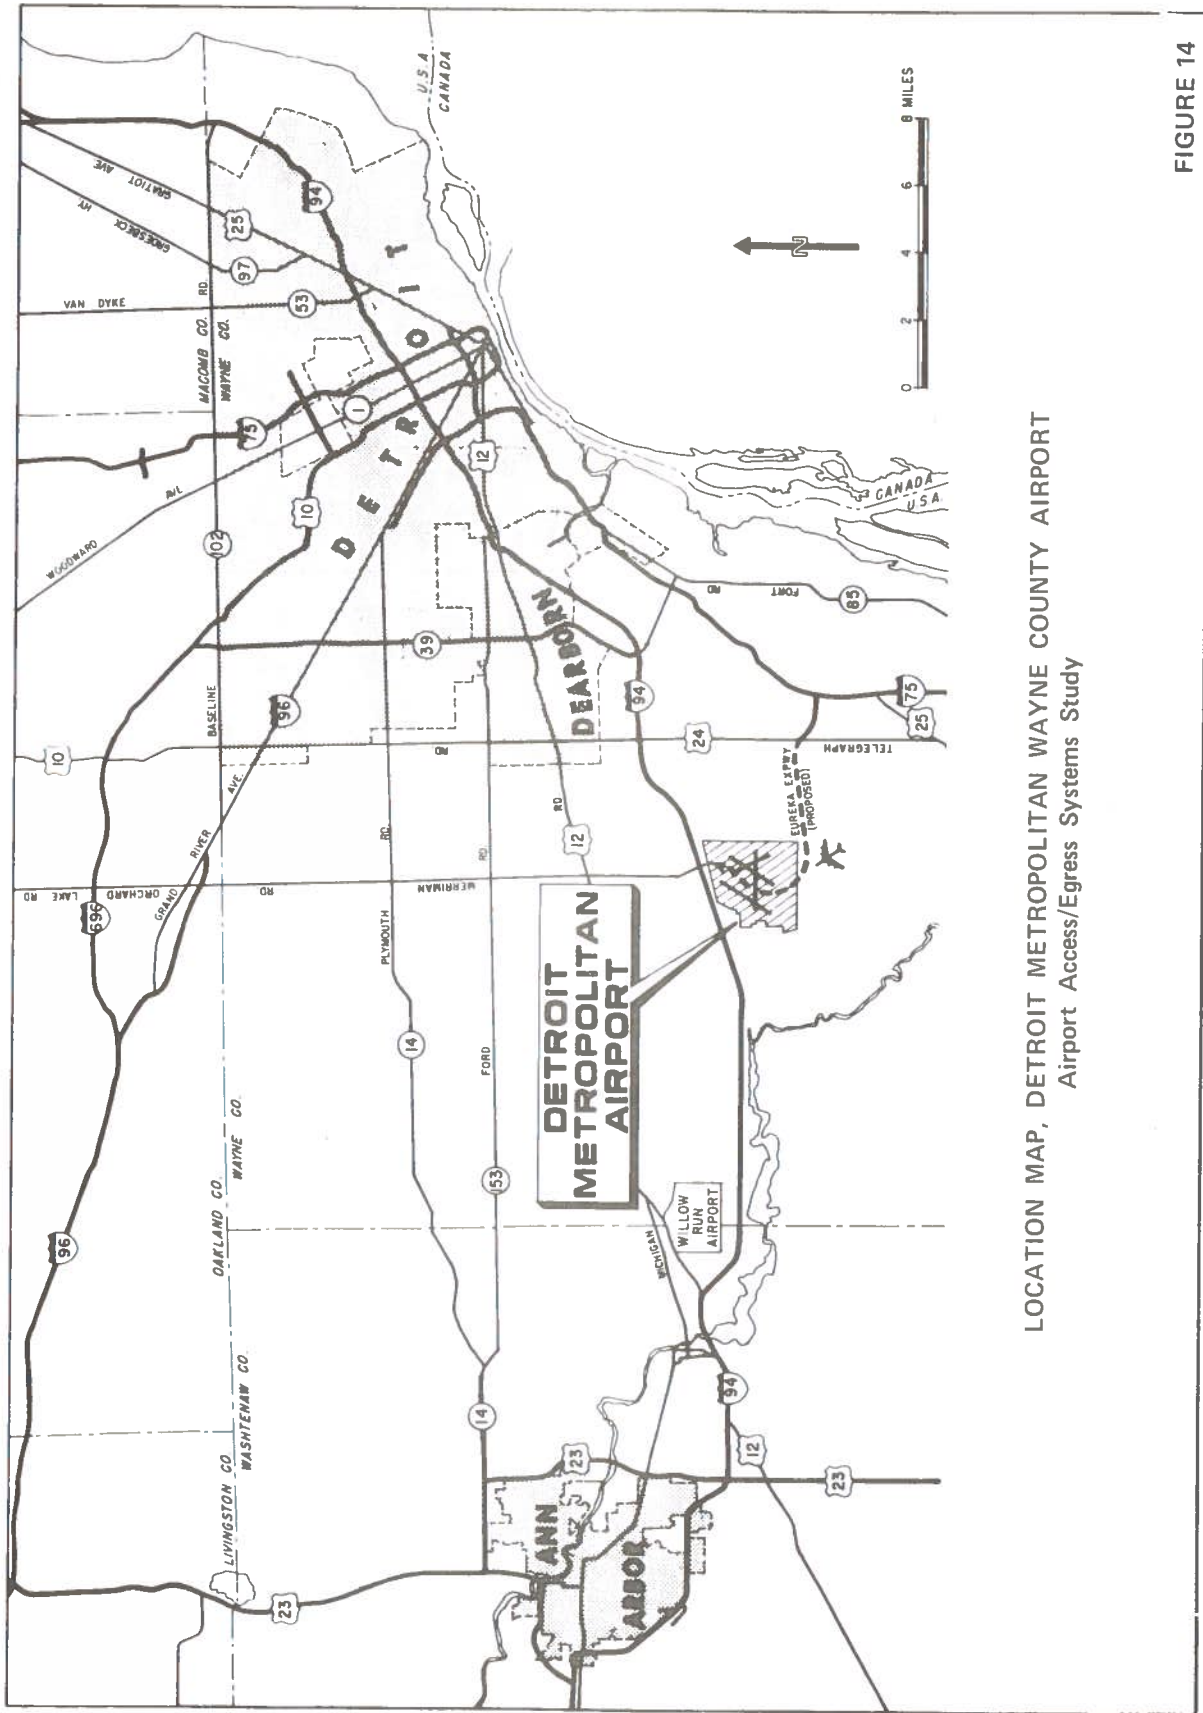 U.S.A.
CANADA
GRATIOT AVE
GROESBECK HY
94
25
97
VAN DYKE
53
RD.
MACOMB CO.
WAYNE CO.
75
1
WOODWARD AVE
10
102
DETROIT
12
39
BASELINE
96
10
GRAND RIVER AVE.
696
ORCHARD LAKE RD
RD
MERRIMAN
PLYMOUTH RD.
14
FORD RD.
153
DEARBORN
94
FORT RD
85
CANADA
U.S.A.
75
25
24
TELEGRAPH
RD
EUREKA EXPWY
(PROPOSED)
12
RD
DETROIT
METROPOLITAN
AIRPORT
WILLOW
RUN
AIRPORT
MICHIGAN
96
OAKLAND CO.
WAYNE CO.
LIVINGSTON CO
WASHTENAW CO.
14
23
ANN
ARBOR
23
94
12
23
N
0 2 4 6 8 MILES
LOCATION MAP, DETROIT METROPOLITAN WAYNE COUNTY AIRPORT
Airport Access/Egress Systems Study
FIGURE 14